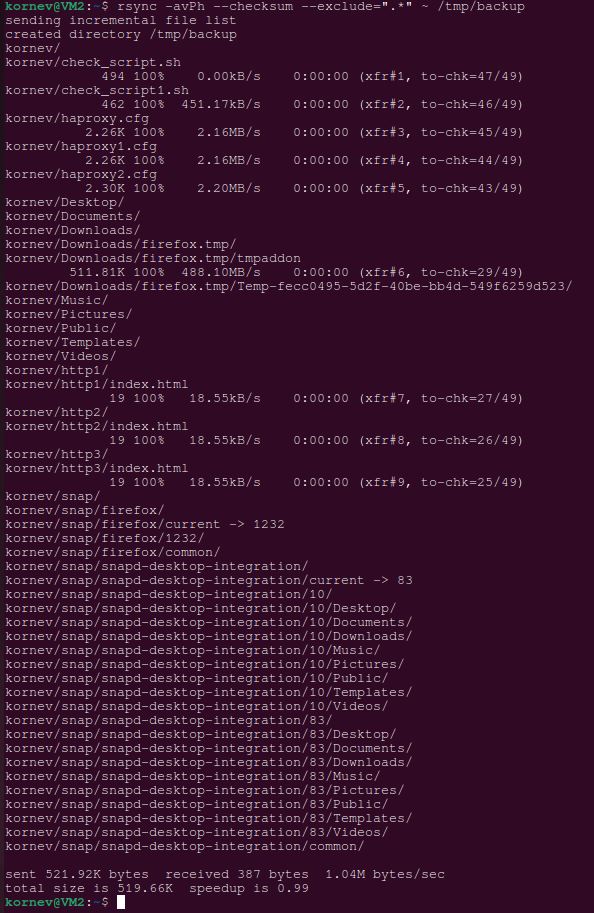 kornev@VM2:~$ rsync -avPh --checksum --exclude=".*" ~ /tmp/backup
sending incremental file list
created directory /tmp/backup
kornev/
kornev/check_script.sh
            494 100%    0.00kB/s    0:00:00 (xfr#1, to-chk=47/49)
kornev/check_script1.sh
            462 100%  451.17kB/s    0:00:00 (xfr#2, to-chk=46/49)
kornev/haproxy.cfg
          2.26K 100%    2.16MB/s    0:00:00 (xfr#3, to-chk=45/49)
kornev/haproxy1.cfg
          2.26K 100%    2.16MB/s    0:00:00 (xfr#4, to-chk=44/49)
kornev/haproxy2.cfg
          2.30K 100%    2.20MB/s    0:00:00 (xfr#5, to-chk=43/49)
kornev/Desktop/
kornev/Documents/
kornev/Downloads/
kornev/Downloads/firefox.tmp/
kornev/Downloads/firefox.tmp/tmpaddon
        511.81K 100%  488.10MB/s    0:00:00 (xfr#6, to-chk=29/49)
kornev/Downloads/firefox.tmp/Temp-fecc0495-5d2f-40be-bb4d-549f6259d523/
kornev/Music/
kornev/Pictures/
kornev/Public/
kornev/Templates/
kornev/Videos/
kornev/http1/
kornev/http1/index.html
             19 100%   18.55kB/s    0:00:00 (xfr#7, to-chk=27/49)
kornev/http2/
kornev/http2/index.html
             19 100%   18.55kB/s    0:00:00 (xfr#8, to-chk=26/49)
kornev/http3/
kornev/http3/index.html
             19 100%   18.55kB/s    0:00:00 (xfr#9, to-chk=25/49)
kornev/snap/
kornev/snap/firefox/
kornev/snap/firefox/current -> 1232
kornev/snap/firefox/1232/
kornev/snap/firefox/common/
kornev/snap/snapd-desktop-integration/
kornev/snap/snapd-desktop-integration/current -> 83
kornev/snap/snapd-desktop-integration/10/
kornev/snap/snapd-desktop-integration/10/Desktop/
kornev/snap/snapd-desktop-integration/10/Documents/
kornev/snap/snapd-desktop-integration/10/Downloads/
kornev/snap/snapd-desktop-integration/10/Music/
kornev/snap/snapd-desktop-integration/10/Pictures/
kornev/snap/snapd-desktop-integration/10/Public/
kornev/snap/snapd-desktop-integration/10/Templates/
kornev/snap/snapd-desktop-integration/10/Videos/
kornev/snap/snapd-desktop-integration/83/
kornev/snap/snapd-desktop-integration/83/Desktop/
kornev/snap/snapd-desktop-integration/83/Documents/
kornev/snap/snapd-desktop-integration/83/Downloads/
kornev/snap/snapd-desktop-integration/83/Music/
kornev/snap/snapd-desktop-integration/83/Pictures/
kornev/snap/snapd-desktop-integration/83/Public/
kornev/snap/snapd-desktop-integration/83/Templates/
kornev/snap/snapd-desktop-integration/83/Videos/
kornev/snap/snapd-desktop-integration/common/

sent 521.92K bytes  received 387 bytes  1.04M bytes/sec
total size is 519.66K  speedup is 0.99
kornev@VM2:~$